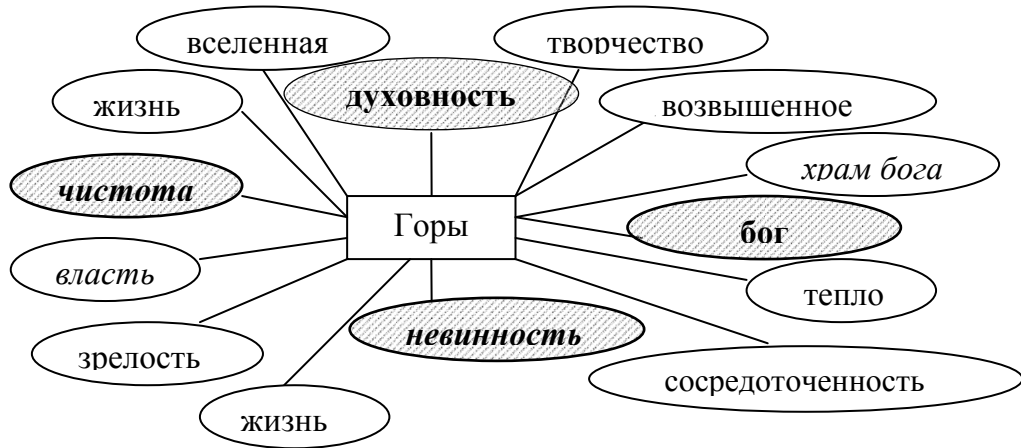 вселенная
творчество
духовность
жизнь
возвышенное
храм бога
чистота
Горы
бог
власть
тепло
невинность
зрелость
сосредоточенность
жизнь